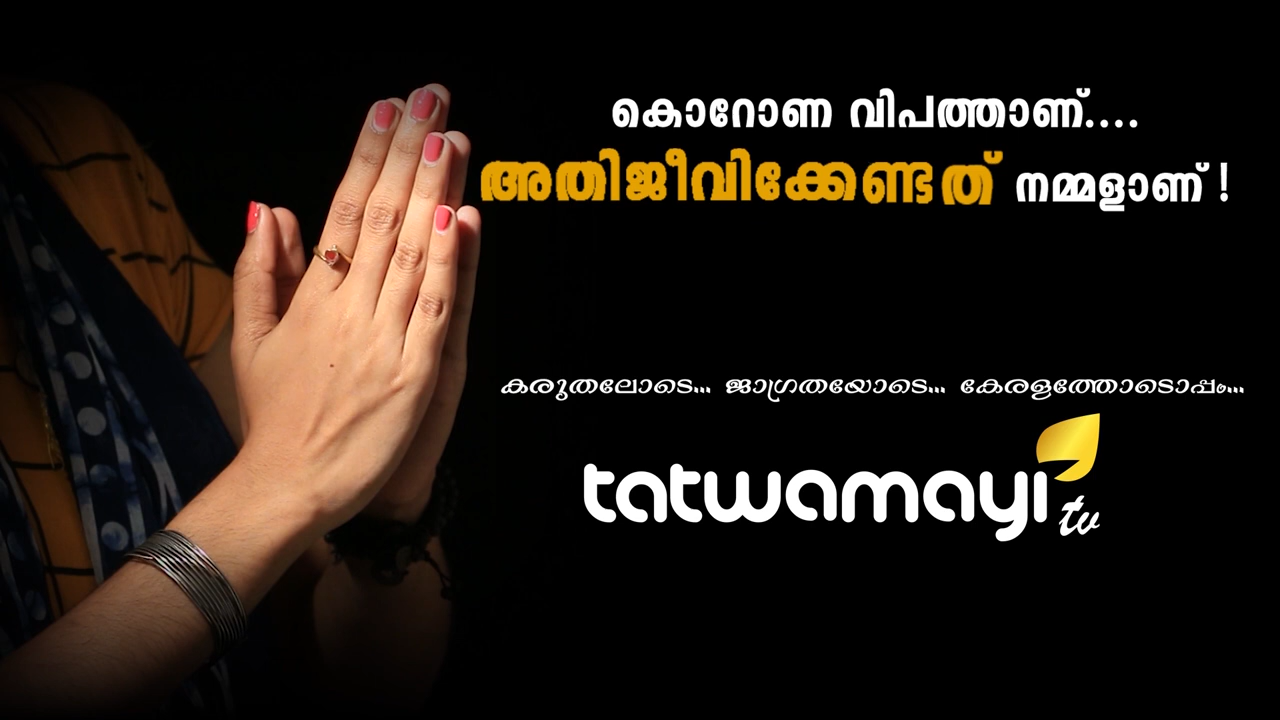 കൊറോണ വിപത്താണ്....
അതിജീവിക്കേണ്ടത് നമ്മളാണ് !
കരുതലോടെ... ജാഗ്രതയോടെ... കേരളത്തോടൊപ്പം...
tatwamayi
tv